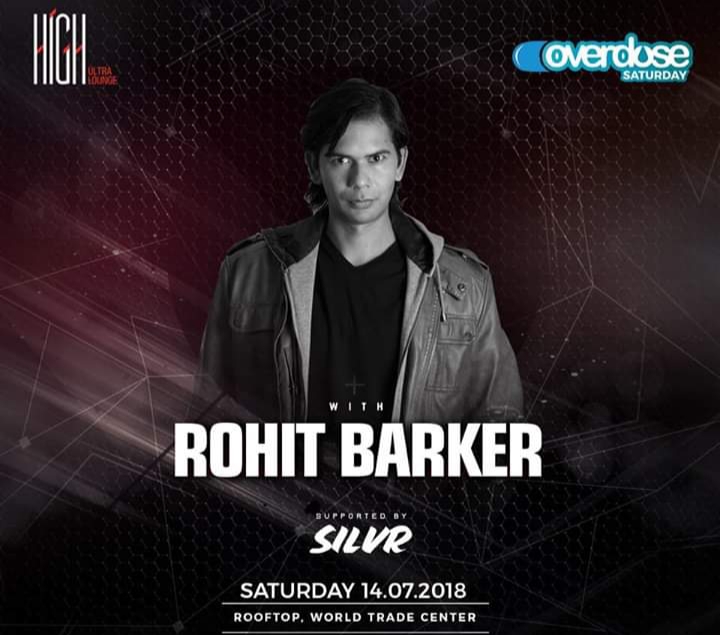 HIGH
ULTRA
LOUNGE
overdose
SATURDAY
WITH
ROHIT BARKER
SUPPORTED BY
SILVR
SATURDAY 14.07.2018
ROOFTOP, WORLD TRADE CENTER